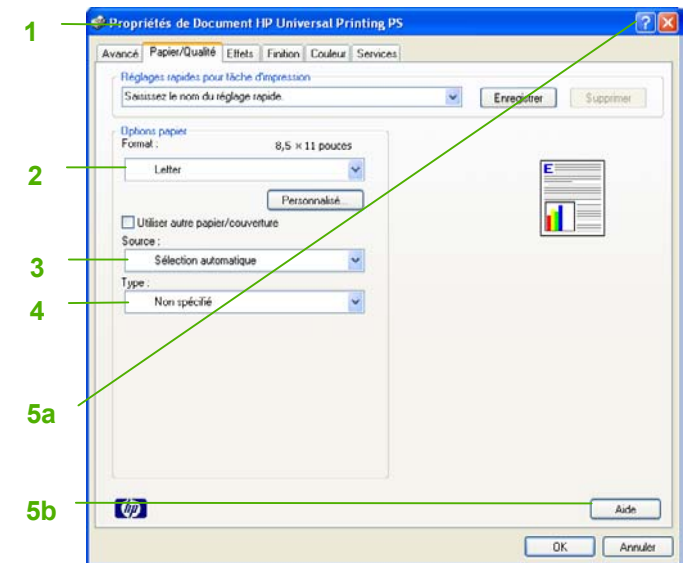 1
Propriétés de Document HP Universal Printing PS
Avancé Papier/Qualité Effets Finition Couleur Services
Réglages rapides pour tâche d'impression
Saisissez le nom du réglage rapide. Enregistrer Supprimer
Options papier
Format : 8,5 × 11 pouces
2 Letter
E
Personnalisé...
Utiliser autre papier/couverture
Source :
3 Sélection automatique
Type :
4 Non spécifié
5a
5b hp Aide
OK Annuler